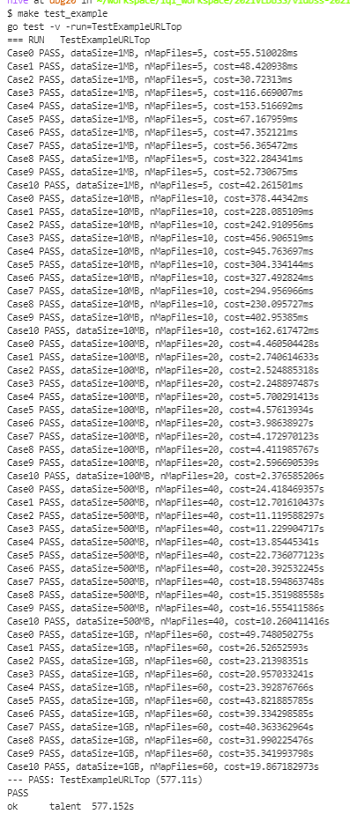 $ make test_example
go test -v -run=TestExampleURLTop
=== RUN   TestExampleURLTop
Case0 PASS, dataSize=1MB, nMapFiles=5, cost=55.510028ms
Case1 PASS, dataSize=1MB, nMapFiles=5, cost=48.420938ms
Case2 PASS, dataSize=1MB, nMapFiles=5, cost=30.72313ms
Case3 PASS, dataSize=1MB, nMapFiles=5, cost=116.669007ms
Case4 PASS, dataSize=1MB, nMapFiles=5, cost=153.516692ms
Case5 PASS, dataSize=1MB, nMapFiles=5, cost=67.167959ms
Case6 PASS, dataSize=1MB, nMapFiles=5, cost=47.352121ms
Case7 PASS, dataSize=1MB, nMapFiles=5, cost=56.365472ms
Case8 PASS, dataSize=1MB, nMapFiles=5, cost=322.284341ms
Case9 PASS, dataSize=1MB, nMapFiles=5, cost=52.730675ms
Case10 PASS, dataSize=1MB, nMapFiles=5, cost=42.261501ms
Case0 PASS, dataSize=10MB, nMapFiles=10, cost=378.44342ms
Case1 PASS, dataSize=10MB, nMapFiles=10, cost=228.085109ms
Case2 PASS, dataSize=10MB, nMapFiles=10, cost=242.910956ms
Case3 PASS, dataSize=10MB, nMapFiles=10, cost=456.906519ms
Case4 PASS, dataSize=10MB, nMapFiles=10, cost=945.763697ms
Case5 PASS, dataSize=10MB, nMapFiles=10, cost=304.334144ms
Case6 PASS, dataSize=10MB, nMapFiles=10, cost=327.492824ms
Case7 PASS, dataSize=10MB, nMapFiles=10, cost=294.956966ms
Case8 PASS, dataSize=10MB, nMapFiles=10, cost=230.095727ms
Case9 PASS, dataSize=10MB, nMapFiles=10, cost=402.95385ms
Case10 PASS, dataSize=10MB, nMapFiles=10, cost=162.617472ms
Case0 PASS, dataSize=100MB, nMapFiles=20, cost=4.460504428s
Case1 PASS, dataSize=100MB, nMapFiles=20, cost=2.740614633s
Case2 PASS, dataSize=100MB, nMapFiles=20, cost=2.524885318s
Case3 PASS, dataSize=100MB, nMapFiles=20, cost=2.248897487s
Case4 PASS, dataSize=100MB, nMapFiles=20, cost=5.700291413s
Case5 PASS, dataSize=100MB, nMapFiles=20, cost=4.57613934s
Case6 PASS, dataSize=100MB, nMapFiles=20, cost=3.98638927s
Case7 PASS, dataSize=100MB, nMapFiles=20, cost=4.172970123s
Case8 PASS, dataSize=100MB, nMapFiles=20, cost=4.411985767s
Case9 PASS, dataSize=100MB, nMapFiles=20, cost=2.596690539s
Case10 PASS, dataSize=100MB, nMapFiles=20, cost=2.376585206s
Case0 PASS, dataSize=500MB, nMapFiles=40, cost=24.418469357s
Case1 PASS, dataSize=500MB, nMapFiles=40, cost=12.701610437s
Case2 PASS, dataSize=500MB, nMapFiles=40, cost=11.119588297s
Case3 PASS, dataSize=500MB, nMapFiles=40, cost=11.229904717s
Case4 PASS, dataSize=500MB, nMapFiles=40, cost=13.85445341s
Case5 PASS, dataSize=500MB, nMapFiles=40, cost=22.736077123s
Case6 PASS, dataSize=500MB, nMapFiles=40, cost=20.392532245s
Case7 PASS, dataSize=500MB, nMapFiles=40, cost=18.594863748s
Case8 PASS, dataSize=500MB, nMapFiles=40, cost=15.351988558s
Case9 PASS, dataSize=500MB, nMapFiles=40, cost=16.555411586s
Case10 PASS, dataSize=500MB, nMapFiles=40, cost=10.260411416s
Case0 PASS, dataSize=1GB, nMapFiles=60, cost=49.748050275s
Case1 PASS, dataSize=1GB, nMapFiles=60, cost=26.52652593s
Case2 PASS, dataSize=1GB, nMapFiles=60, cost=23.21398351s
Case3 PASS, dataSize=1GB, nMapFiles=60, cost=20.957033241s
Case4 PASS, dataSize=1GB, nMapFiles=60, cost=23.392876766s
Case5 PASS, dataSize=1GB, nMapFiles=60, cost=43.821885785s
Case6 PASS, dataSize=1GB, nMapFiles=60, cost=39.334298585s
Case7 PASS, dataSize=1GB, nMapFiles=60, cost=40.363362964s
Case8 PASS, dataSize=1GB, nMapFiles=60, cost=31.990225476s
Case9 PASS, dataSize=1GB, nMapFiles=60, cost=35.341993798s
Case10 PASS, dataSize=1GB, nMapFiles=60, cost=19.867182973s
--- PASS: TestExampleURLTop (577.11s)
PASS
ok      talent  577.152s